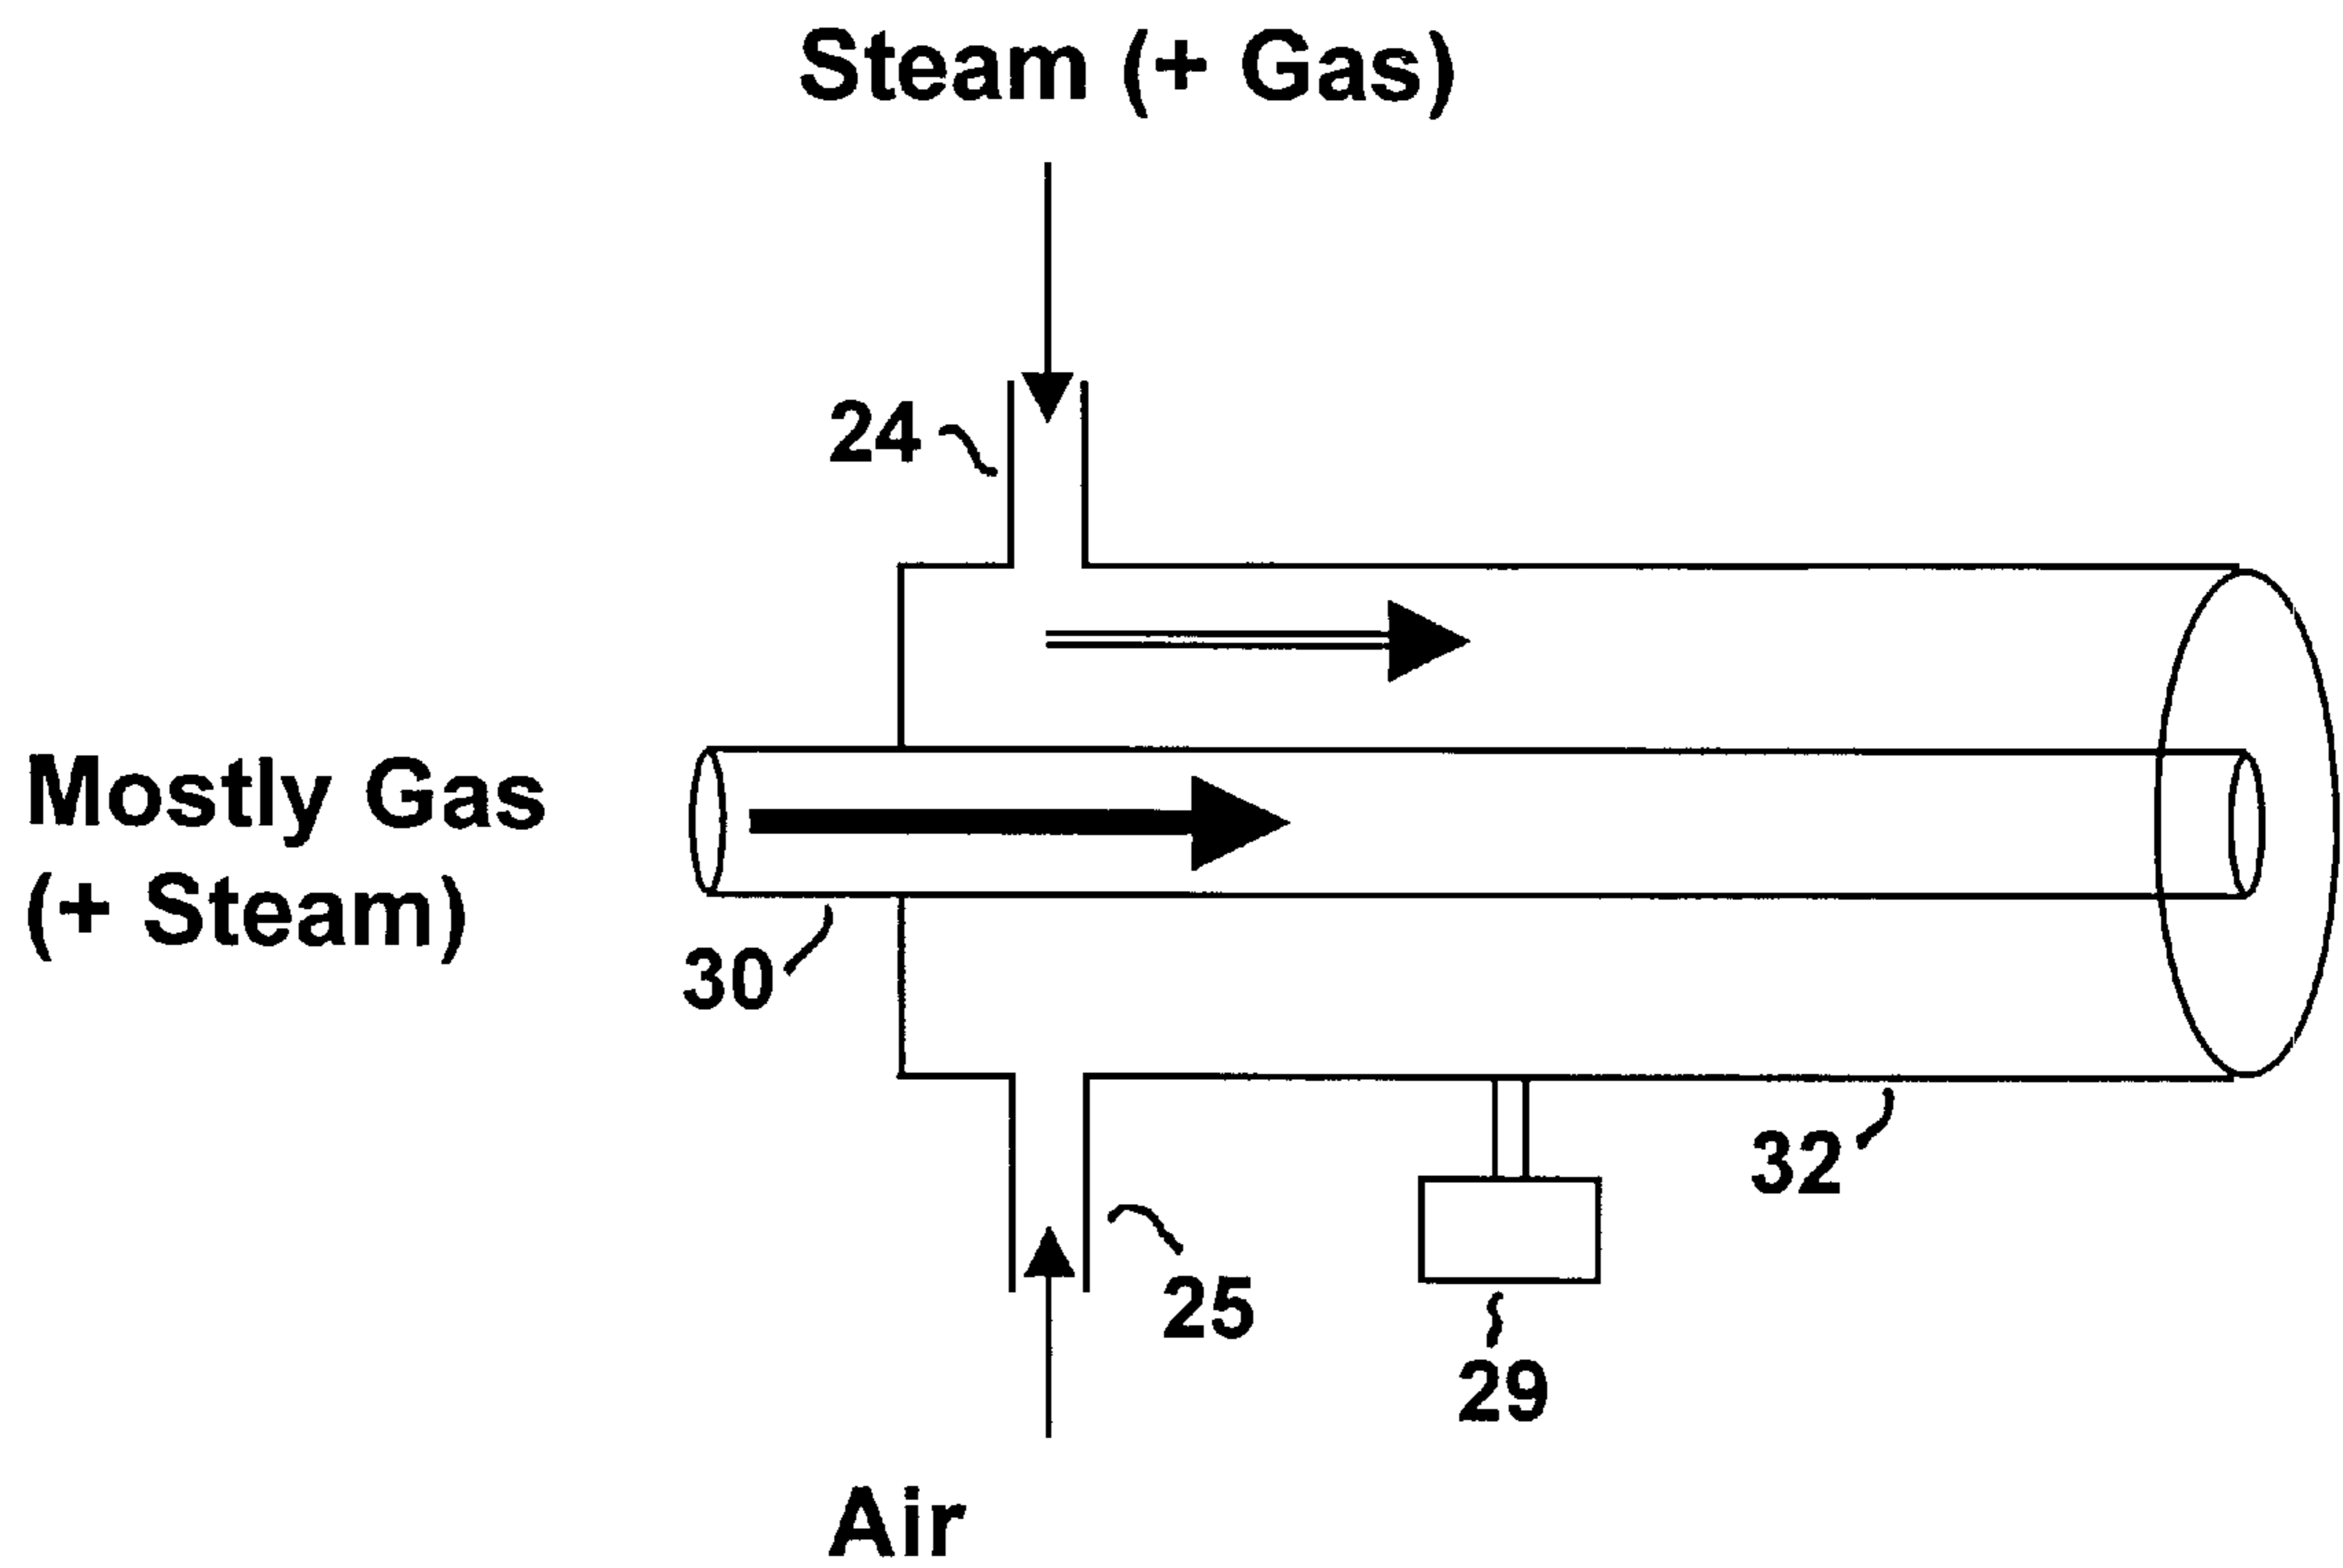 Steam (+ Gas)
24
Mostly Gas
(+ Steam)
30
32
25
29
Air